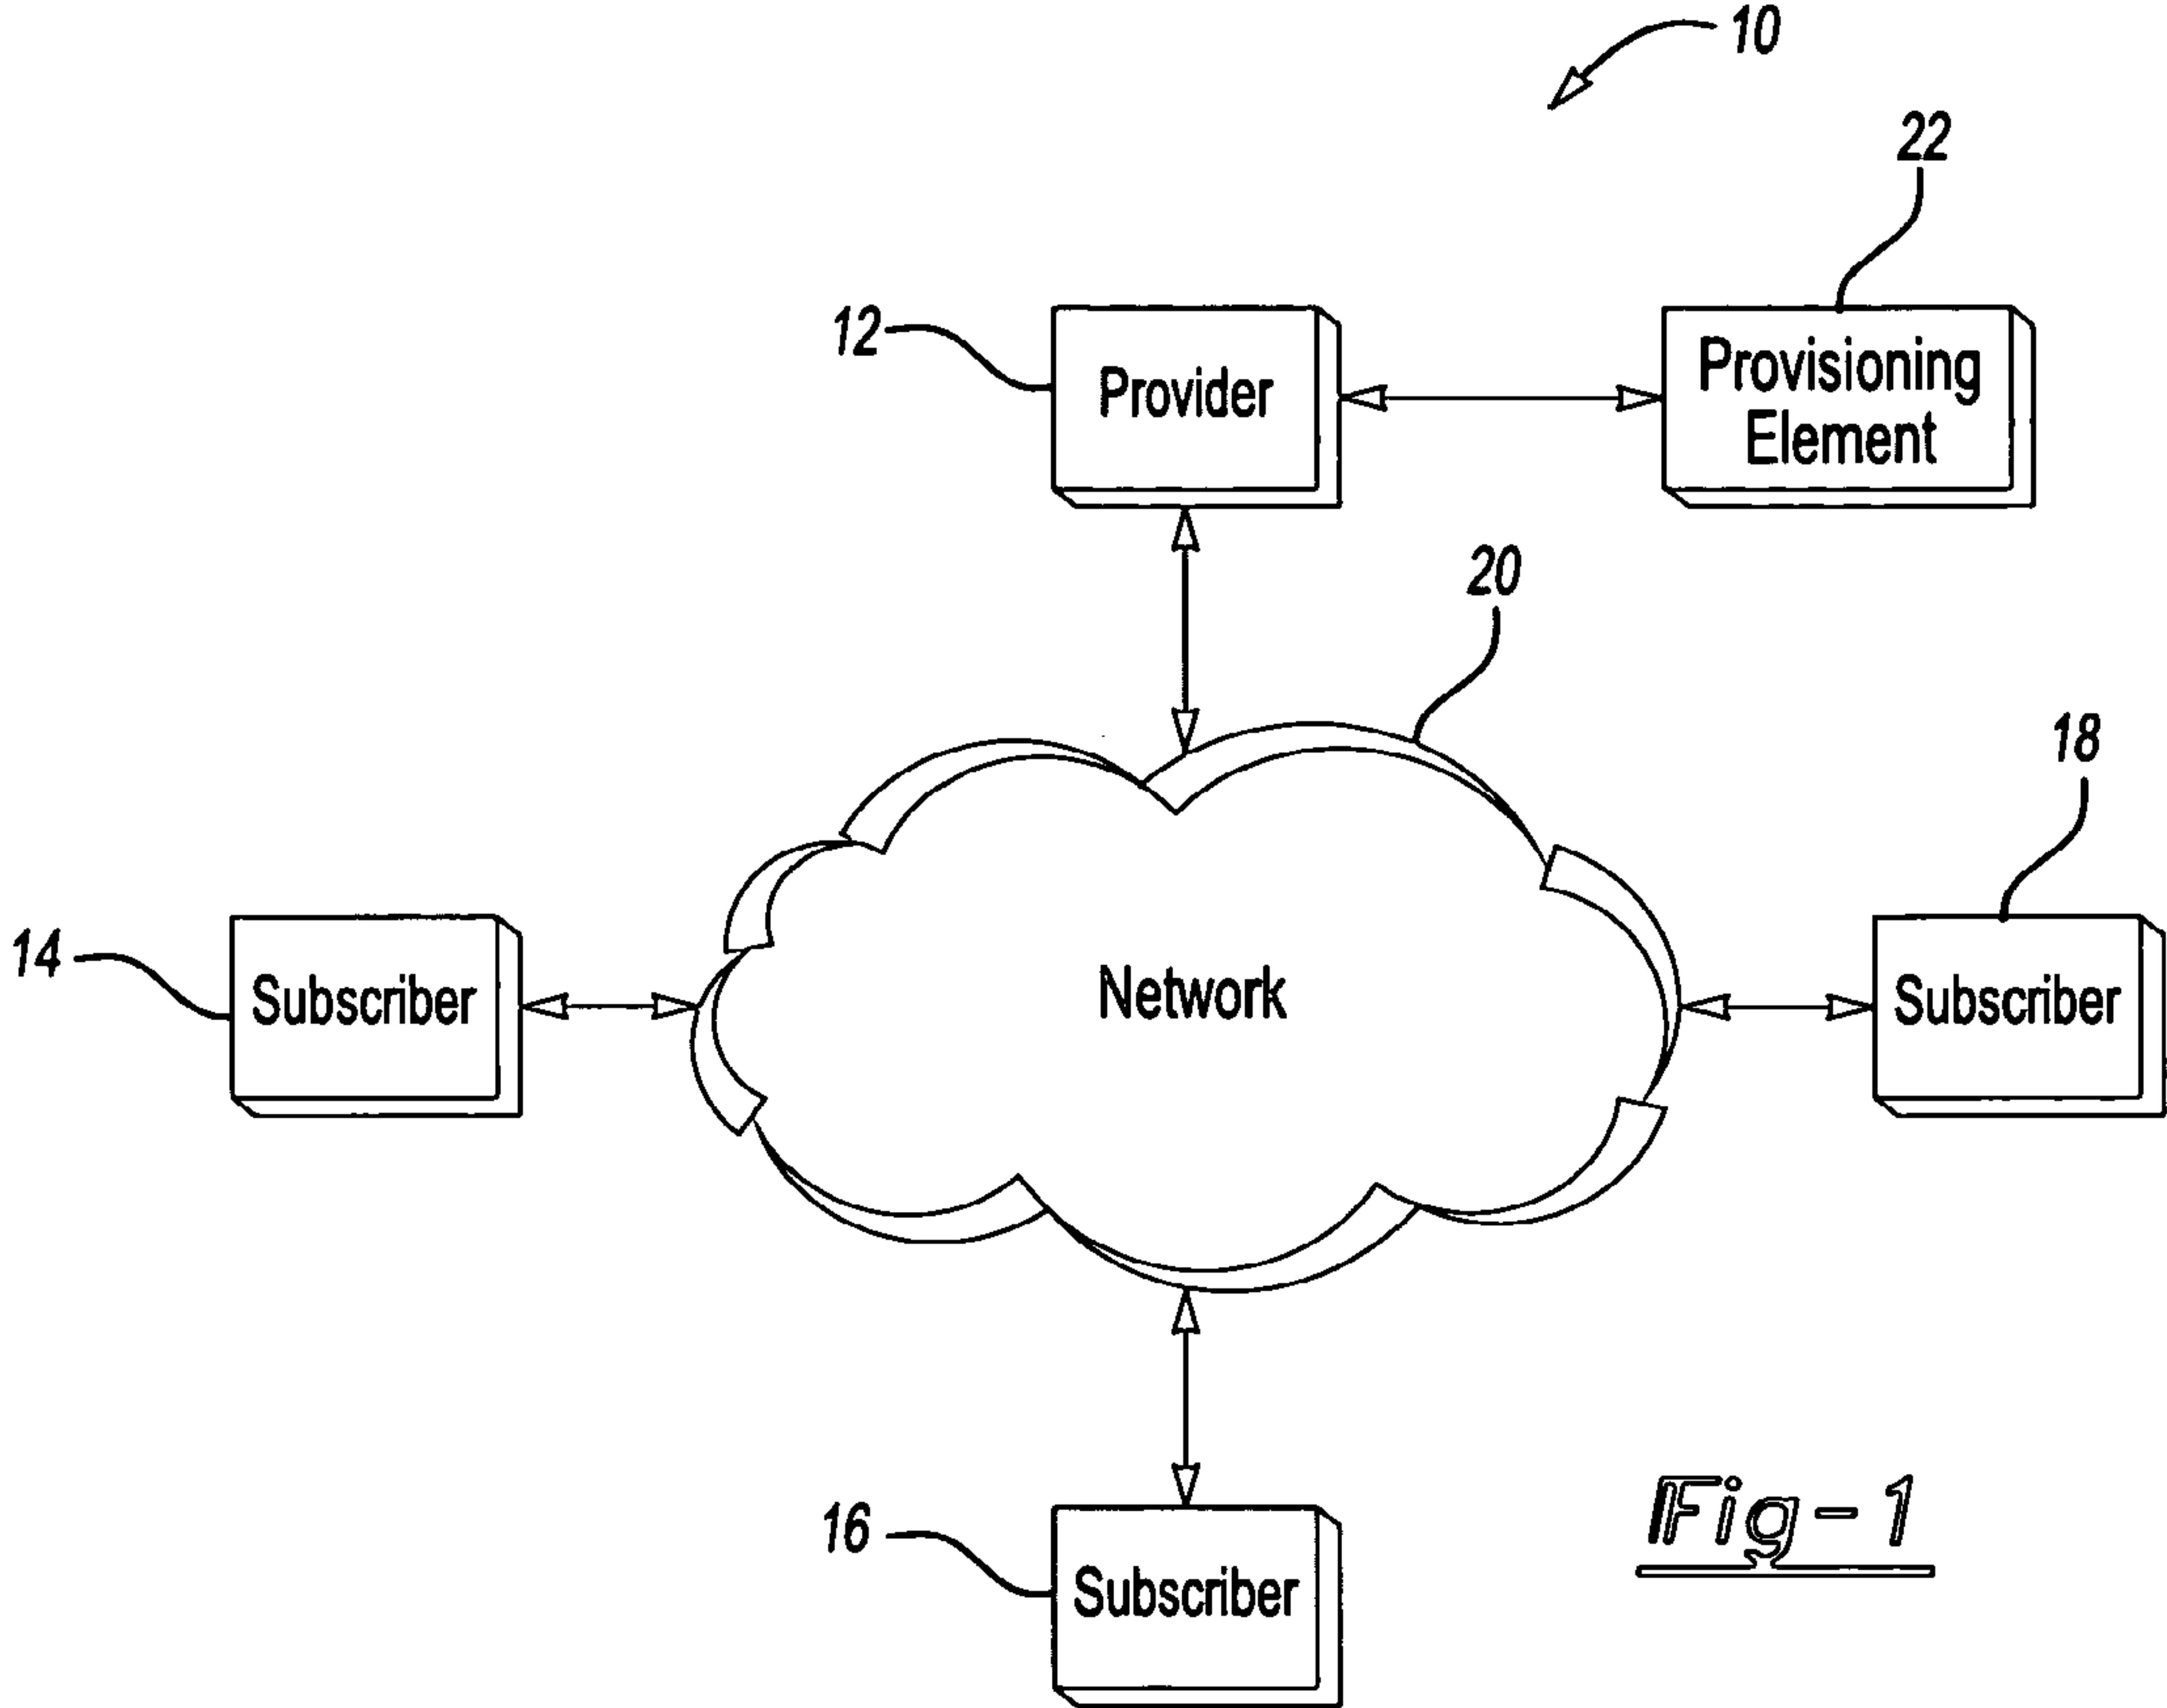 10
22
12
Provider
Provisioning
Element
20
18
14
Subscriber
Network
Subscriber
16
Subscriber
Fig-1